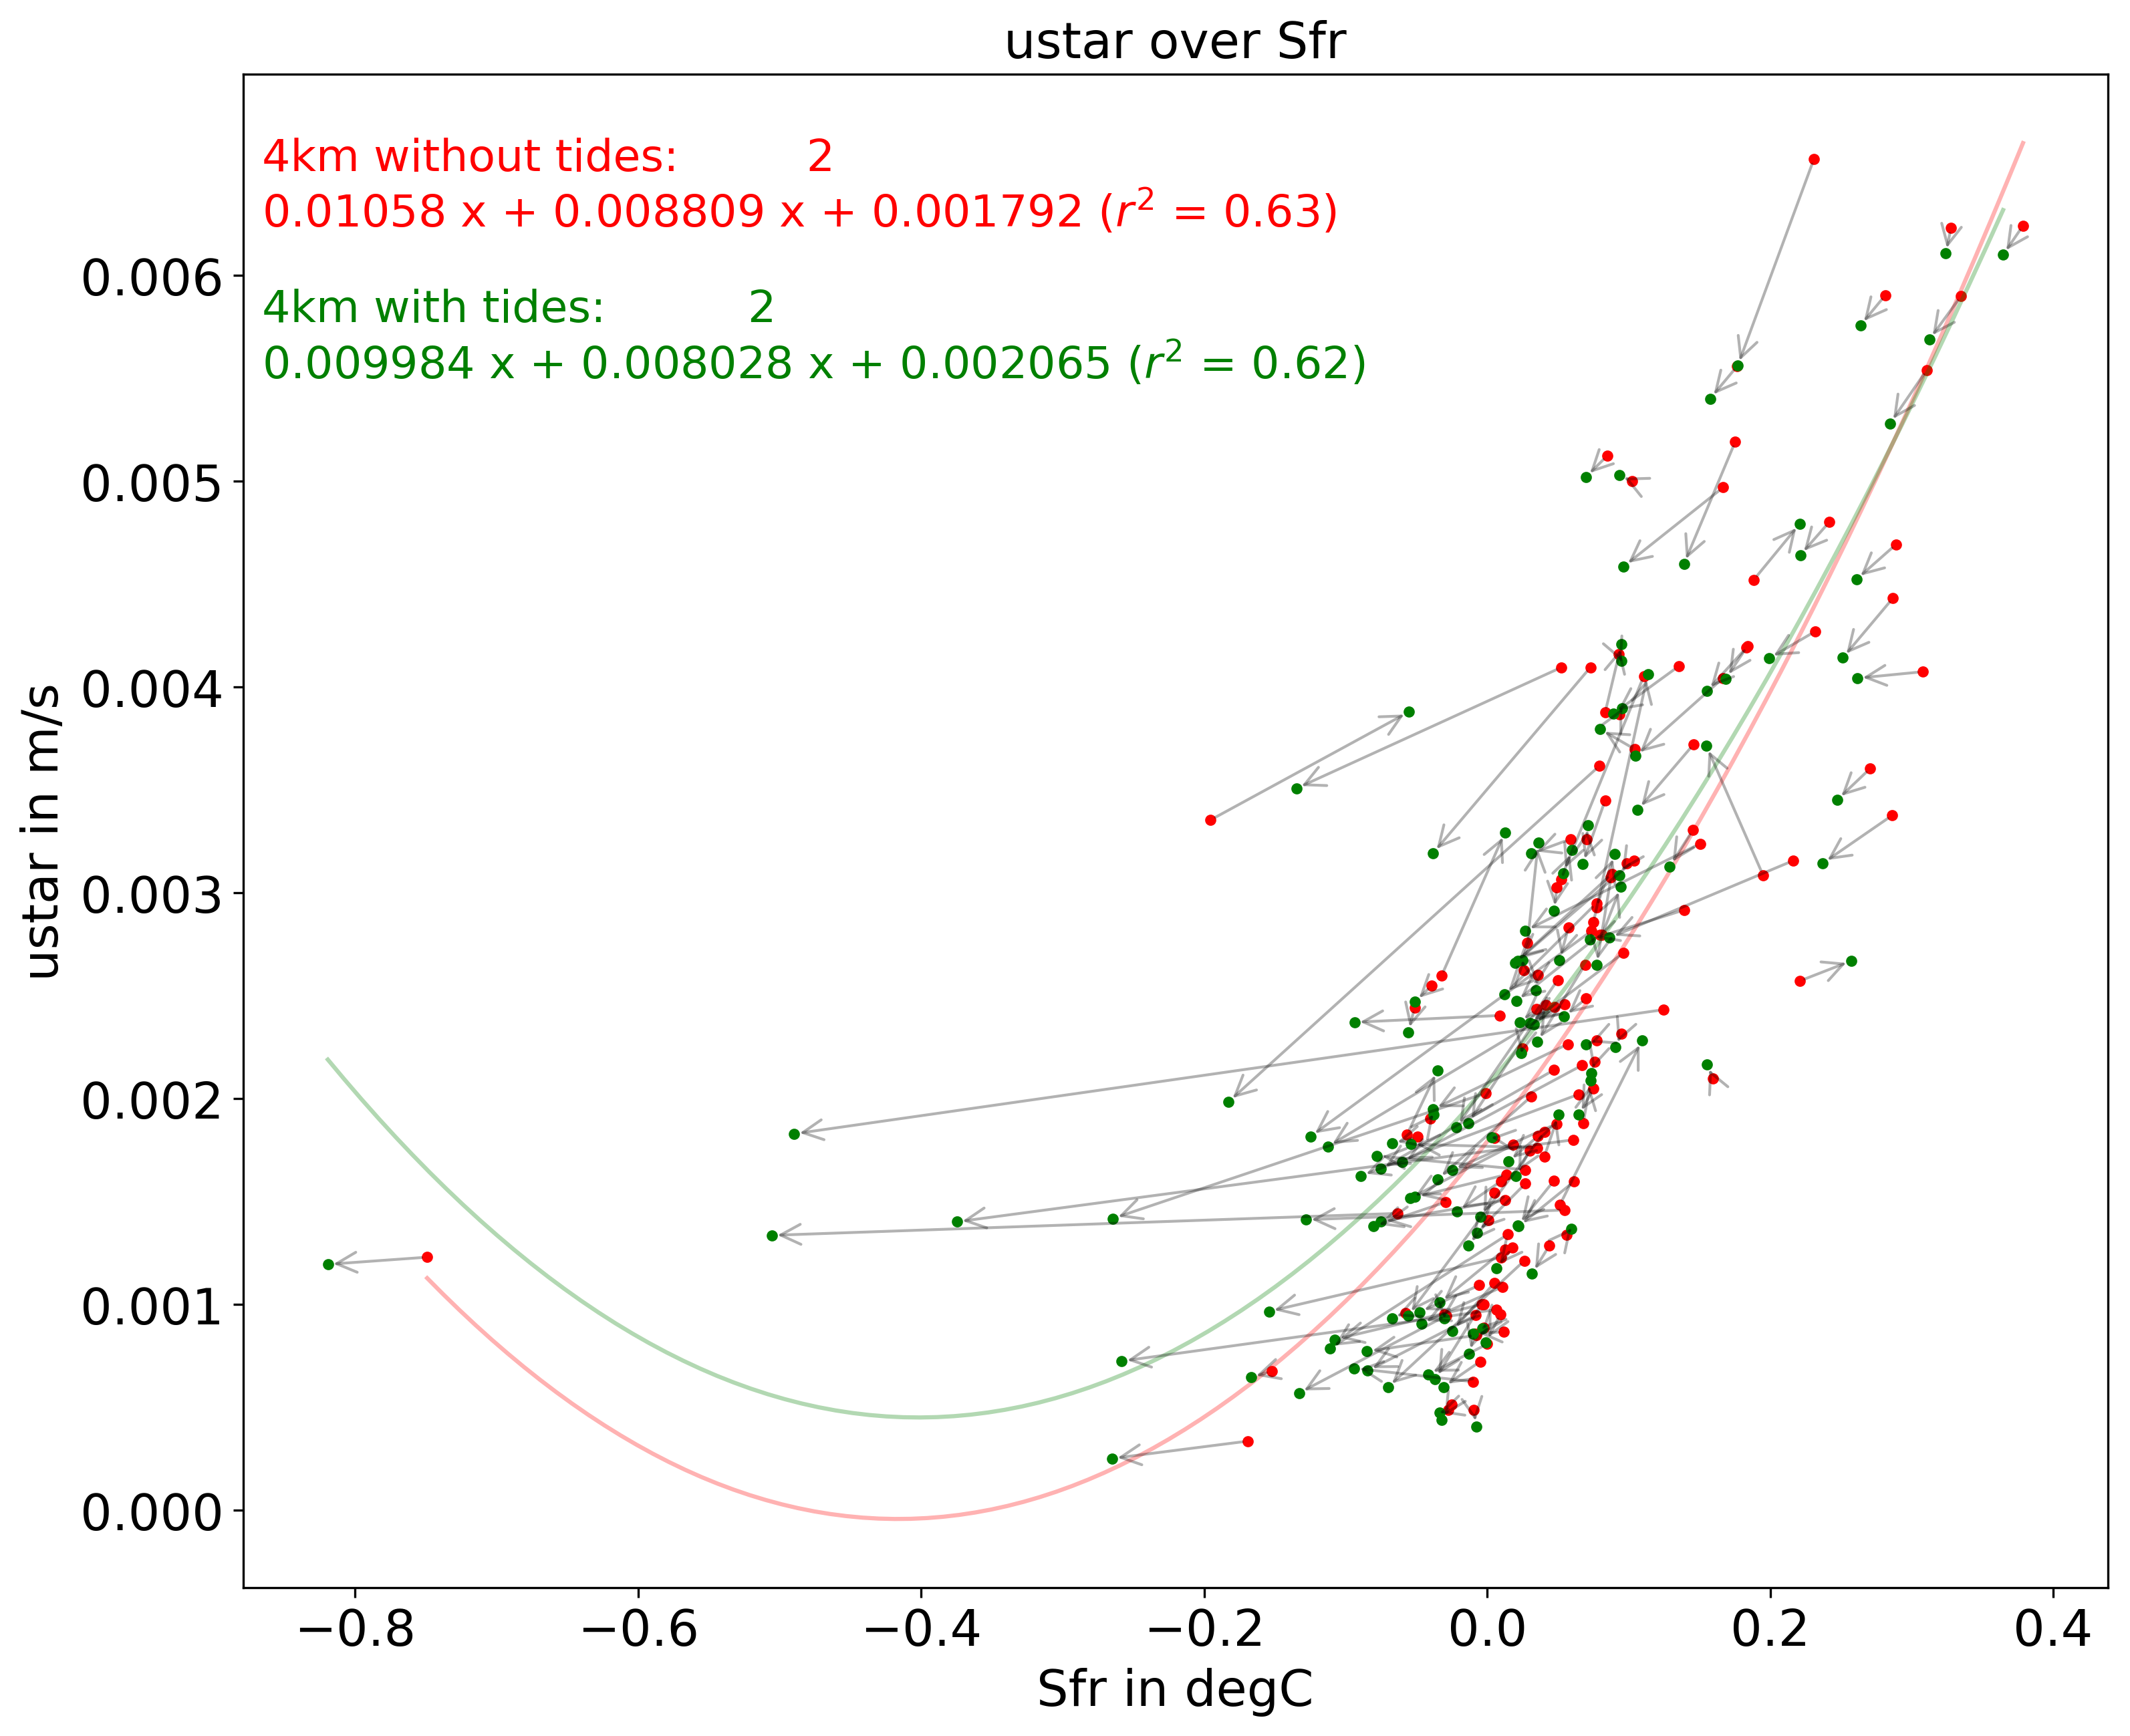 ustar over Sfr
4km without tides: 2
0.01058 x + 0.008809 x + 0.001792 (r² = 0.63)
4km with tides: 2
0.009984 x + 0.008028 x + 0.002065 (r² = 0.62)
ustar in m/s
0.006
0.005
0.004
0.003
0.002
0.001
0.000
−0.8 −0.6 −0.4 −0.2 0.0 0.2 0.4
Sfr in degC